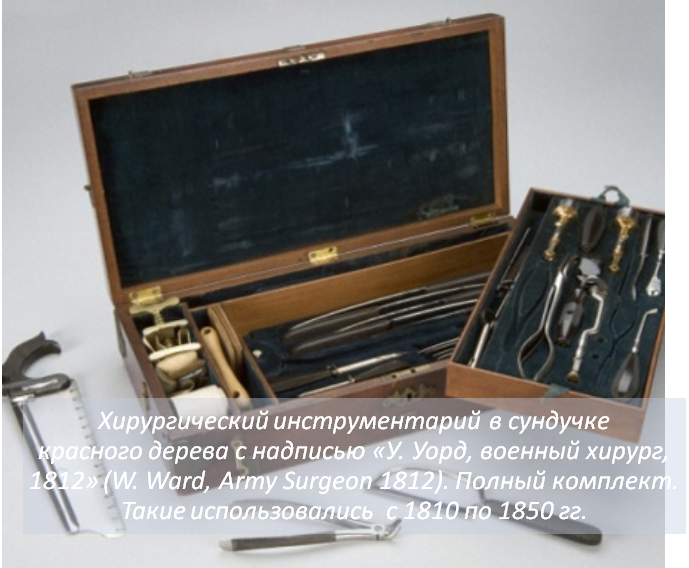 Хирургический инструментарий в сундучке
красного дерева с надписью «У. Уорд, военный хирург,
1812» (W. Ward, Army Surgeon 1812). Полный комплект.
Такие использовались с 1810 по 1850 гг.